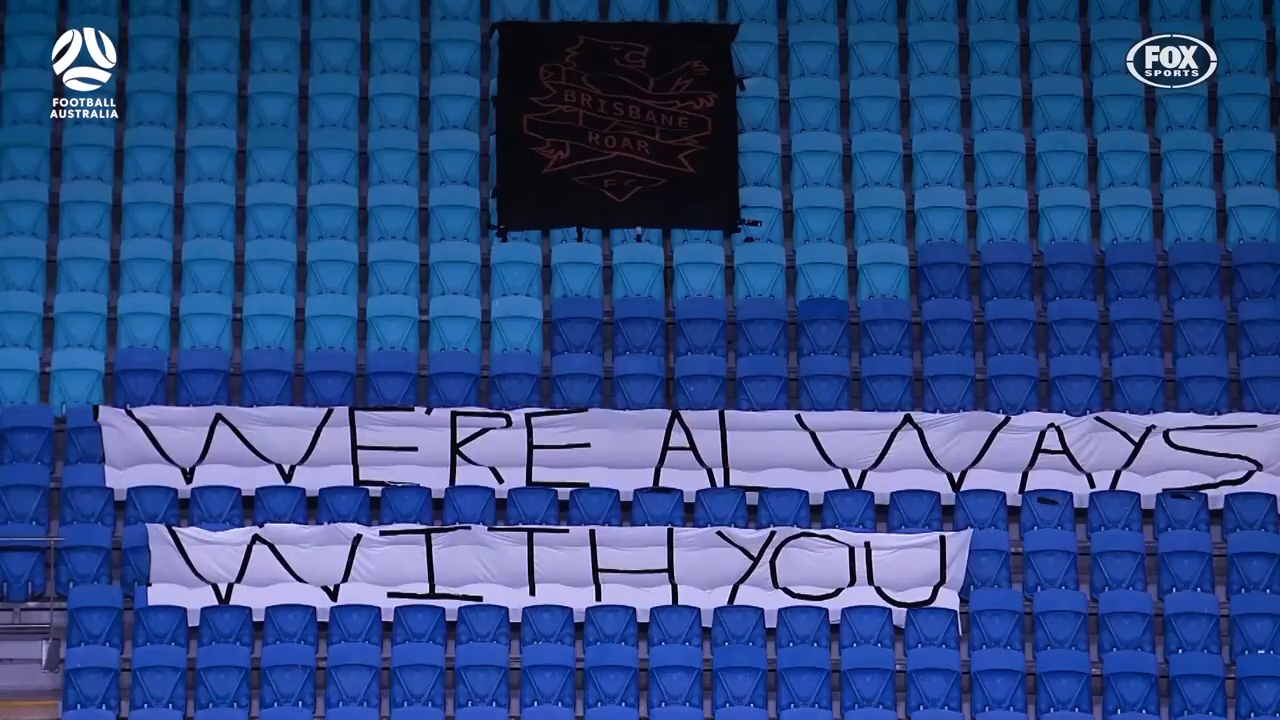 FOOTBALL
AUSTRALIA
FOX
SPORTS
BRISBANE
ROAR
FC
WE'RE ALWAYS
WITH YOU